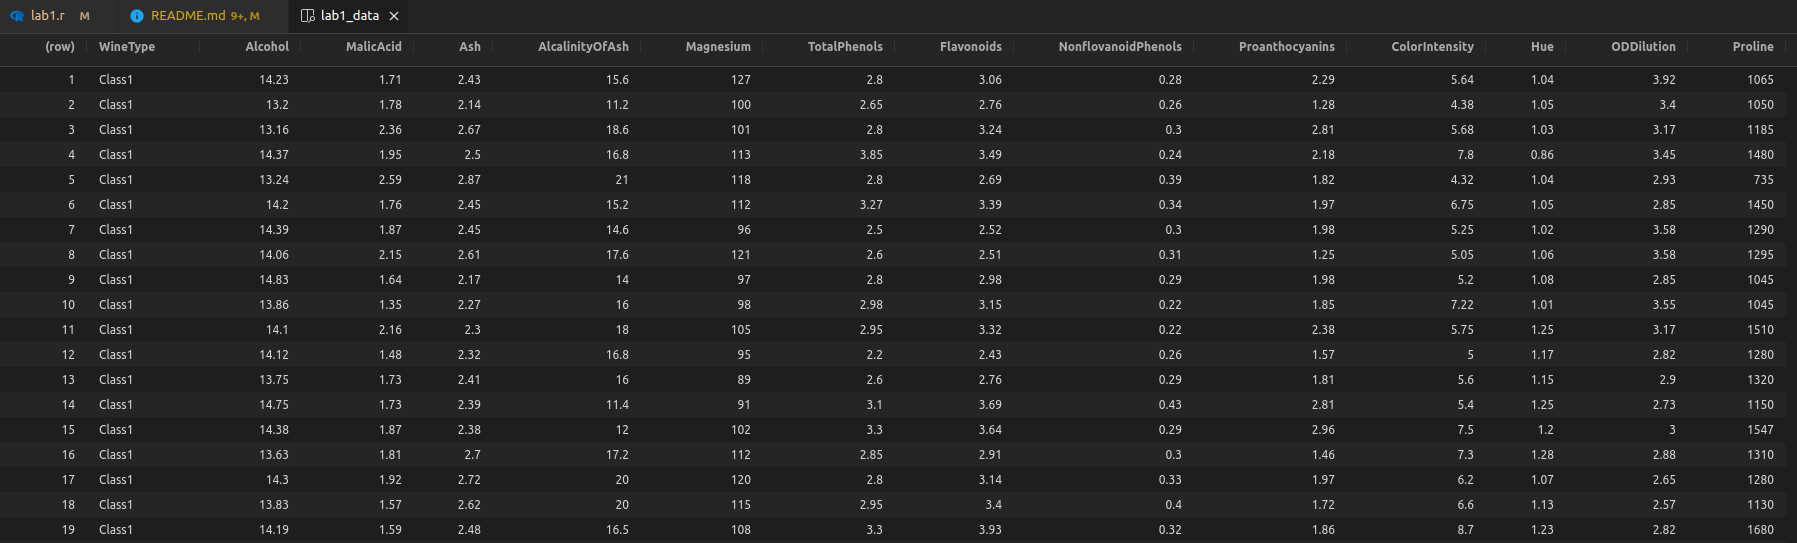 lab1.r M README.md 9+, M lab1_data
(row) WineType Alcohol MalicAcid Ash AlcalinityOfAsh Magnesium TotalPhenols Flavonoids NonflovanoidPhenols Proanthocyanins ColorIntensity Hue ODDilution Proline
1 Class1 14.23 1.71 2.43 15.6 127 2.8 3.06 0.28 2.29 5.64 1.04 3.92 1065
2 Class1 13.2 1.78 2.14 11.2 100 2.65 2.76 0.26 1.28 4.38 1.05 3.4 1050
3 Class1 13.16 2.36 2.67 18.6 101 2.8 3.24 0.3 2.81 5.68 1.03 3.17 1185
4 Class1 14.37 1.95 2.5 16.8 113 3.85 3.49 0.24 2.18 7.8 0.86 3.45 1480
5 Class1 13.24 2.59 2.87 21 118 2.8 2.69 0.39 1.82 4.32 1.04 2.93 735
6 Class1 14.2 1.76 2.45 15.2 112 3.27 3.39 0.34 1.97 6.75 1.05 2.85 1450
7 Class1 14.39 1.87 2.45 14.6 96 2.5 2.52 0.3 1.98 5.25 1.02 3.58 1290
8 Class1 14.06 2.15 2.61 17.6 121 2.6 2.51 0.31 1.25 5.05 1.06 3.58 1295
9 Class1 14.83 1.64 2.17 14 97 2.8 2.98 0.29 1.98 5.2 1.08 2.85 1045
10 Class1 13.86 1.35 2.27 16 98 2.98 3.15 0.22 1.85 7.22 1.01 3.55 1045
11 Class1 14.1 2.16 2.3 18 105 2.95 3.32 0.22 2.38 5.75 1.25 3.17 1510
12 Class1 14.12 1.48 2.32 16.8 95 2.2 2.43 0.26 1.57 5 1.17 2.82 1280
13 Class1 13.75 1.73 2.41 16 89 2.6 2.76 0.29 1.81 5.6 1.15 2.9 1320
14 Class1 14.75 1.73 2.39 11.4 91 3.1 3.69 0.43 2.81 5.4 1.25 2.73 1150
15 Class1 14.38 1.87 2.38 12 102 3.3 3.64 0.29 2.96 7.5 1.2 3 1547
16 Class1 13.63 1.81 2.7 17.2 112 2.85 2.91 0.3 1.46 7.3 1.28 2.88 1310
17 Class1 14.3 1.92 2.72 20 120 2.8 3.14 0.33 1.97 6.2 1.07 2.65 1280
18 Class1 13.83 1.57 2.62 20 115 2.95 3.4 0.4 1.72 6.6 1.13 2.57 1130
19 Class1 14.19 1.59 2.48 16.5 108 3.3 3.93 0.32 1.86 8.7 1.23 2.82 1680